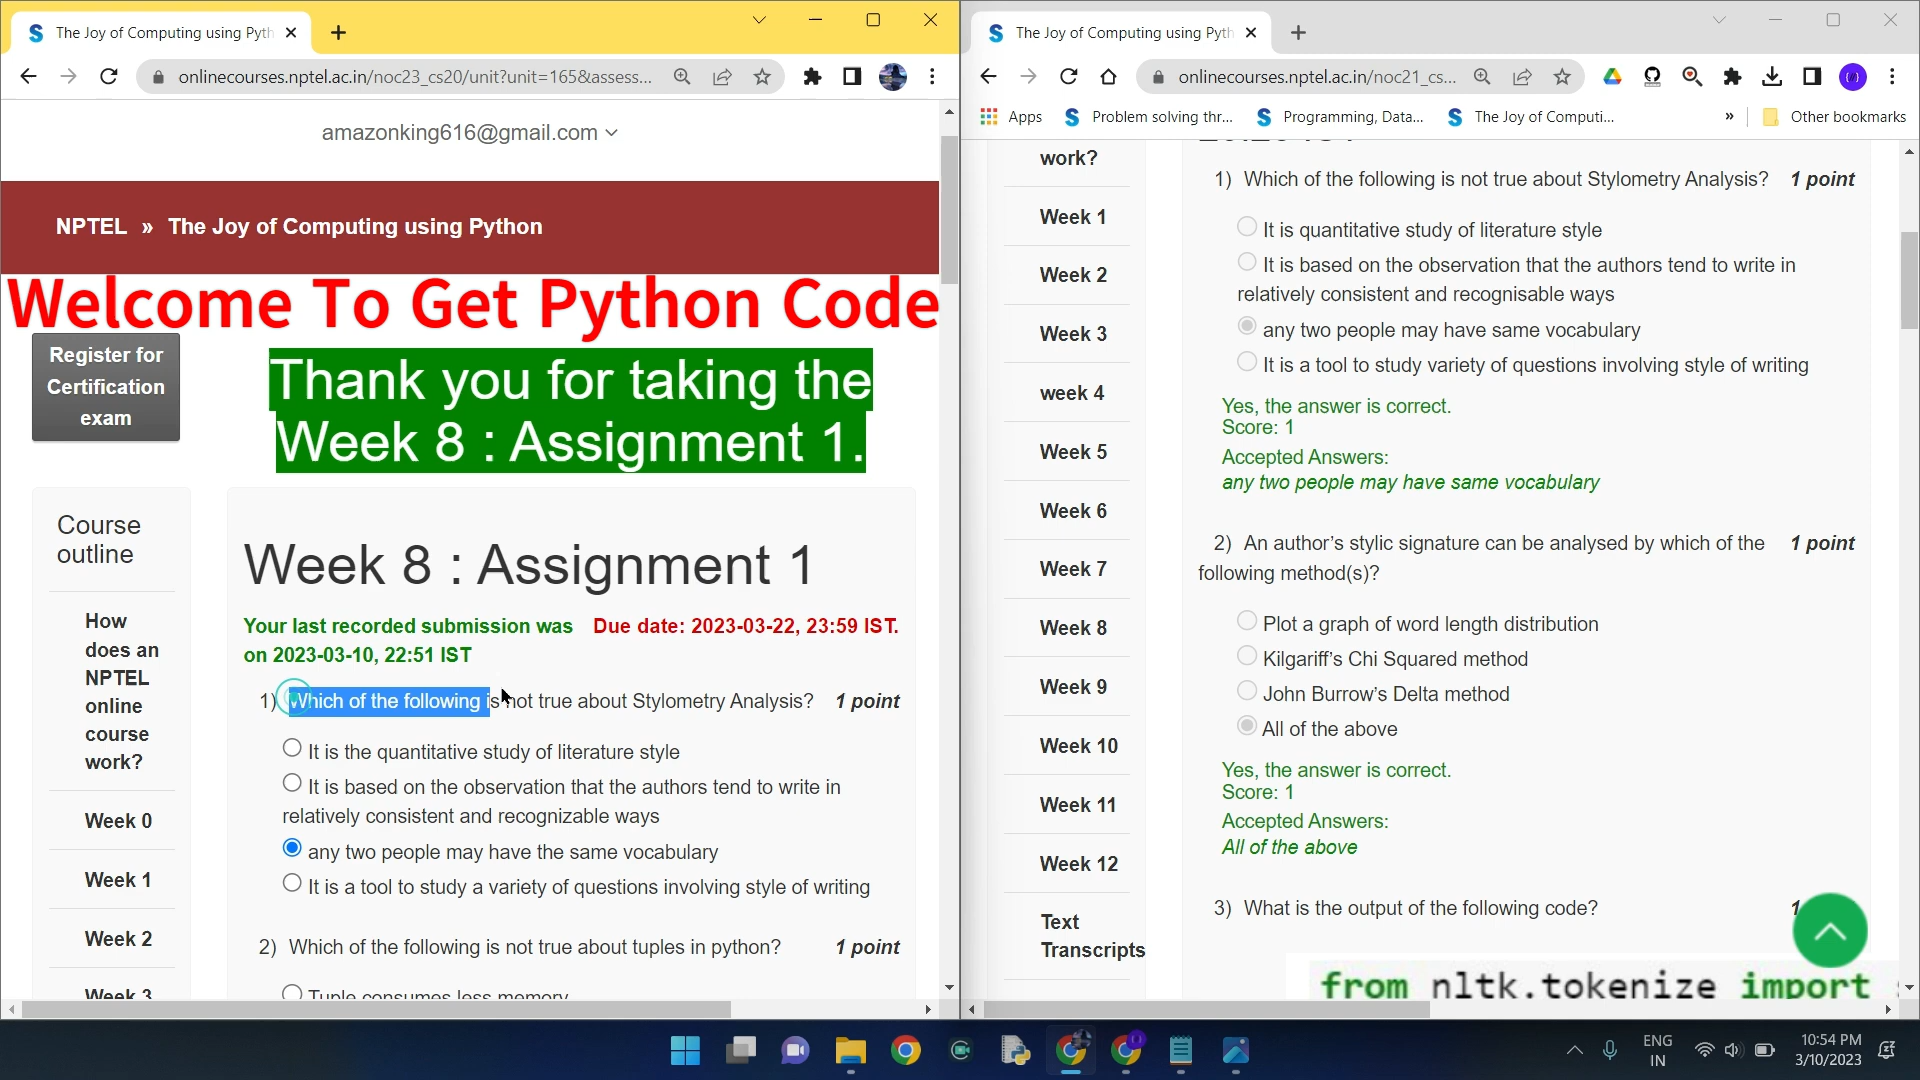 The Joy of Computing using Pyth
onlinecourses.nptel.ac.in/noc23_cs20/unit?unit=165&assess...
amazonking616@gmail.com
NPTEL » The Joy of Computing using Python
Welcome To Get Python Code
Register for
Certification
exam
Thank you for taking the
Week 8 : Assignment 1.
Course
outline
How
does an
NPTEL
online
course
work?
Week 0
Week 1
Week 2
Week 3
Week 8 : Assignment 1
Your last recorded submission was
on 2023-03-10, 22:51 IST
Due date: 2023-03-22, 23:59 IST.
1) Which of the following is not true about Stylometry Analysis? 1 point
It is the quantitative study of literature style
It is based on the observation that the authors tend to write in
relatively consistent and recognizable ways
any two people may have the same vocabulary
It is a tool to study a variety of questions involving style of writing
2) Which of the following is not true about tuples in python? 1 point
Tuple consumes less memory
The Joy of Computing using Pyth
onlinecourses.nptel.ac.in/noc21_cs...
Apps
Problem solving thr...
Programming, Data...
The Joy of Computi...
»
Other bookmarks
work?
Week 1
Week 2
Week 3
week 4
Week 5
Week 6
Week 7
Week 8
Week 9
Week 10
Week 11
Week 12
Text
Transcripts
1) Which of the following is not true about Stylometry Analysis? 1 point
It is quantitative study of literature style
It is based on the observation that the authors tend to write in
relatively consistent and recognisable ways
any two people may have same vocabulary
It is a tool to study variety of questions involving style of writing
Yes, the answer is correct.
Score: 1
Accepted Answers:
any two people may have same vocabulary
2) An author’s stylic signature can be analysed by which of the 1 point
following method(s)?
Plot a graph of word length distribution
Kilgariff’s Chi Squared method
John Burrow’s Delta method
All of the above
Yes, the answer is correct.
Score: 1
Accepted Answers:
All of the above
3) What is the output of the following code? 1
from nltk.tokenize import
ENG
IN
10:54 PM
3/10/2023